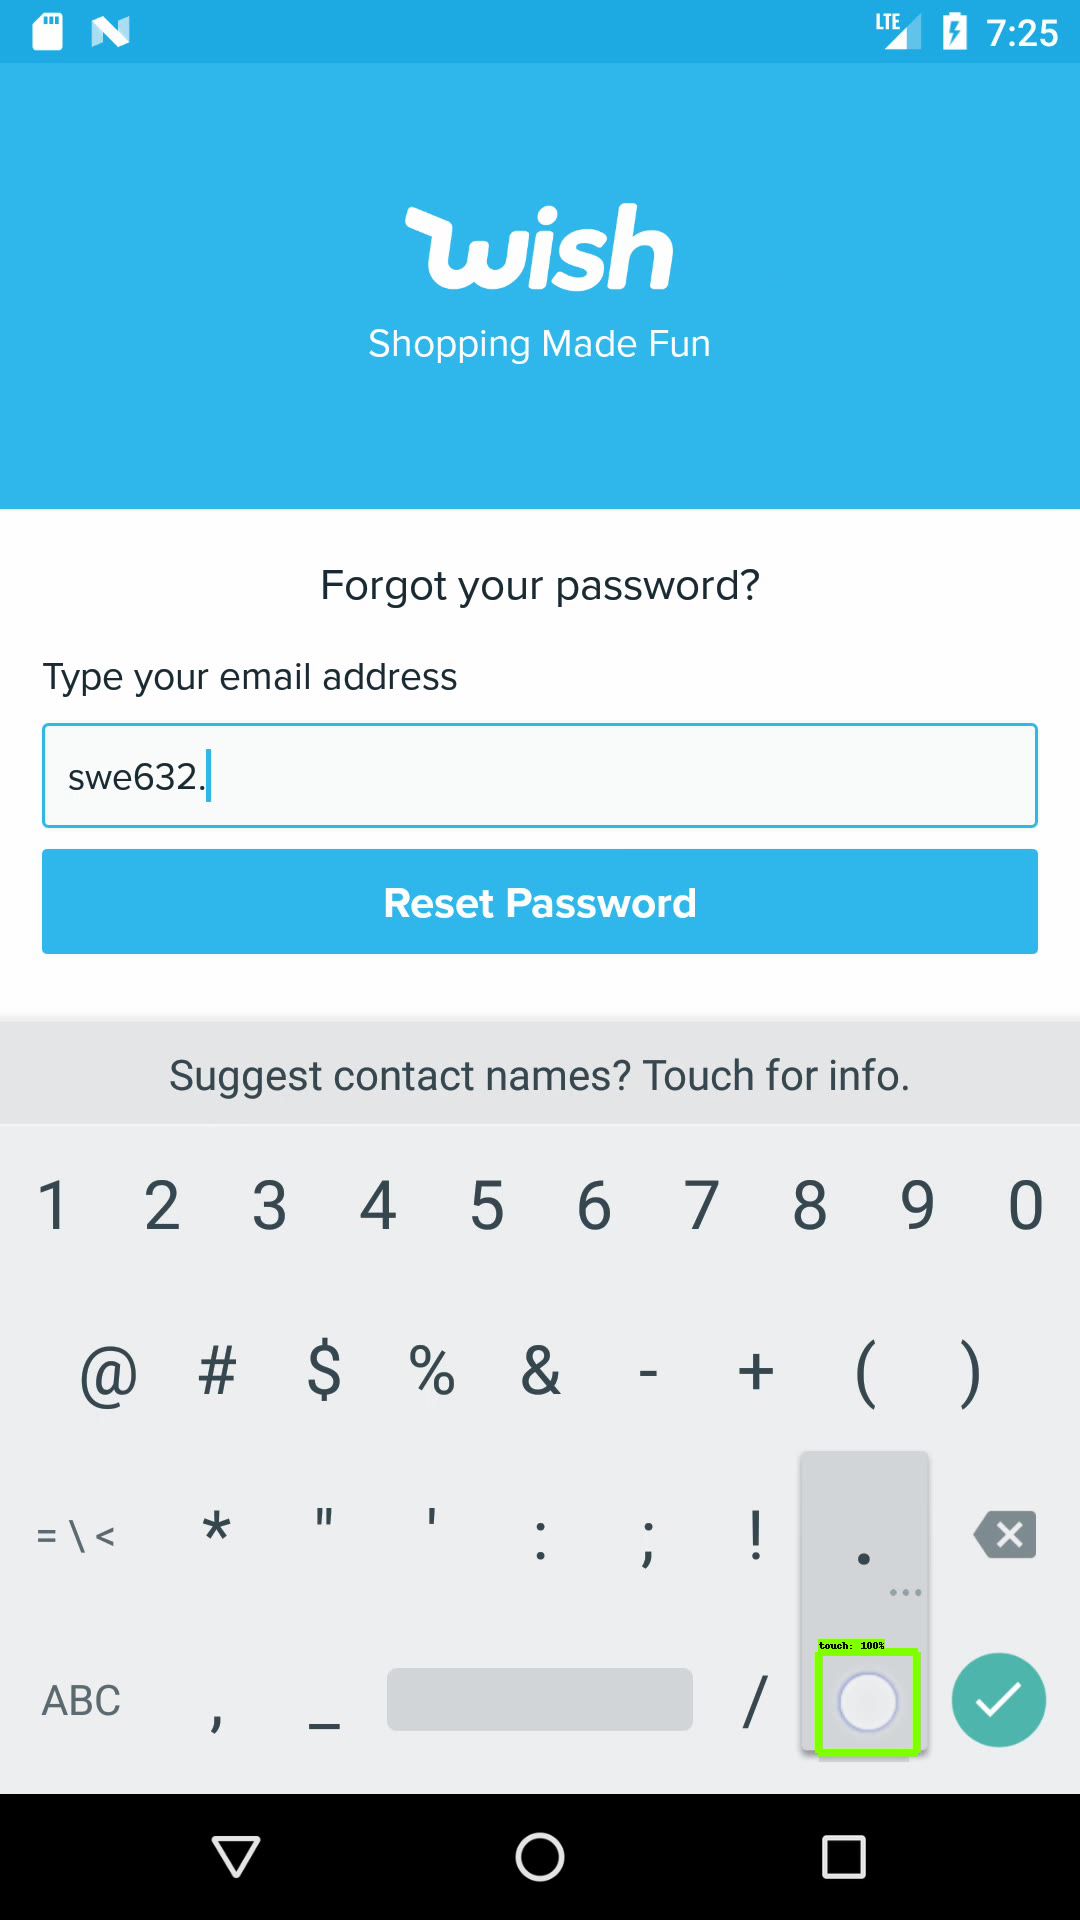 LTE 7:25
wish
Shopping Made Fun
Forgot your password?
Type your email address
swe632.
Reset Password
Suggest contact names? Touch for info.
1 2 3 4 5 6 7 8 9 0
@ # $ % & - + ( )
= \ < * " ' : ; ! .
touch: 100%
ABC , _ /